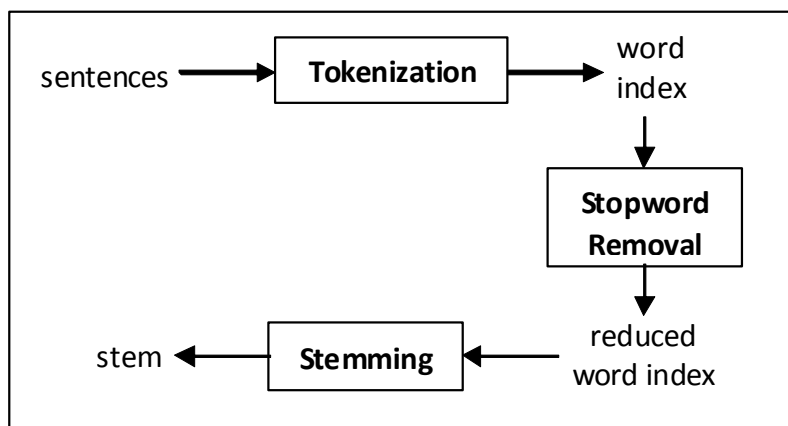 sentences
Tokenization
word
index
Stopword
Removal
reduced
word index
Stemming
stem